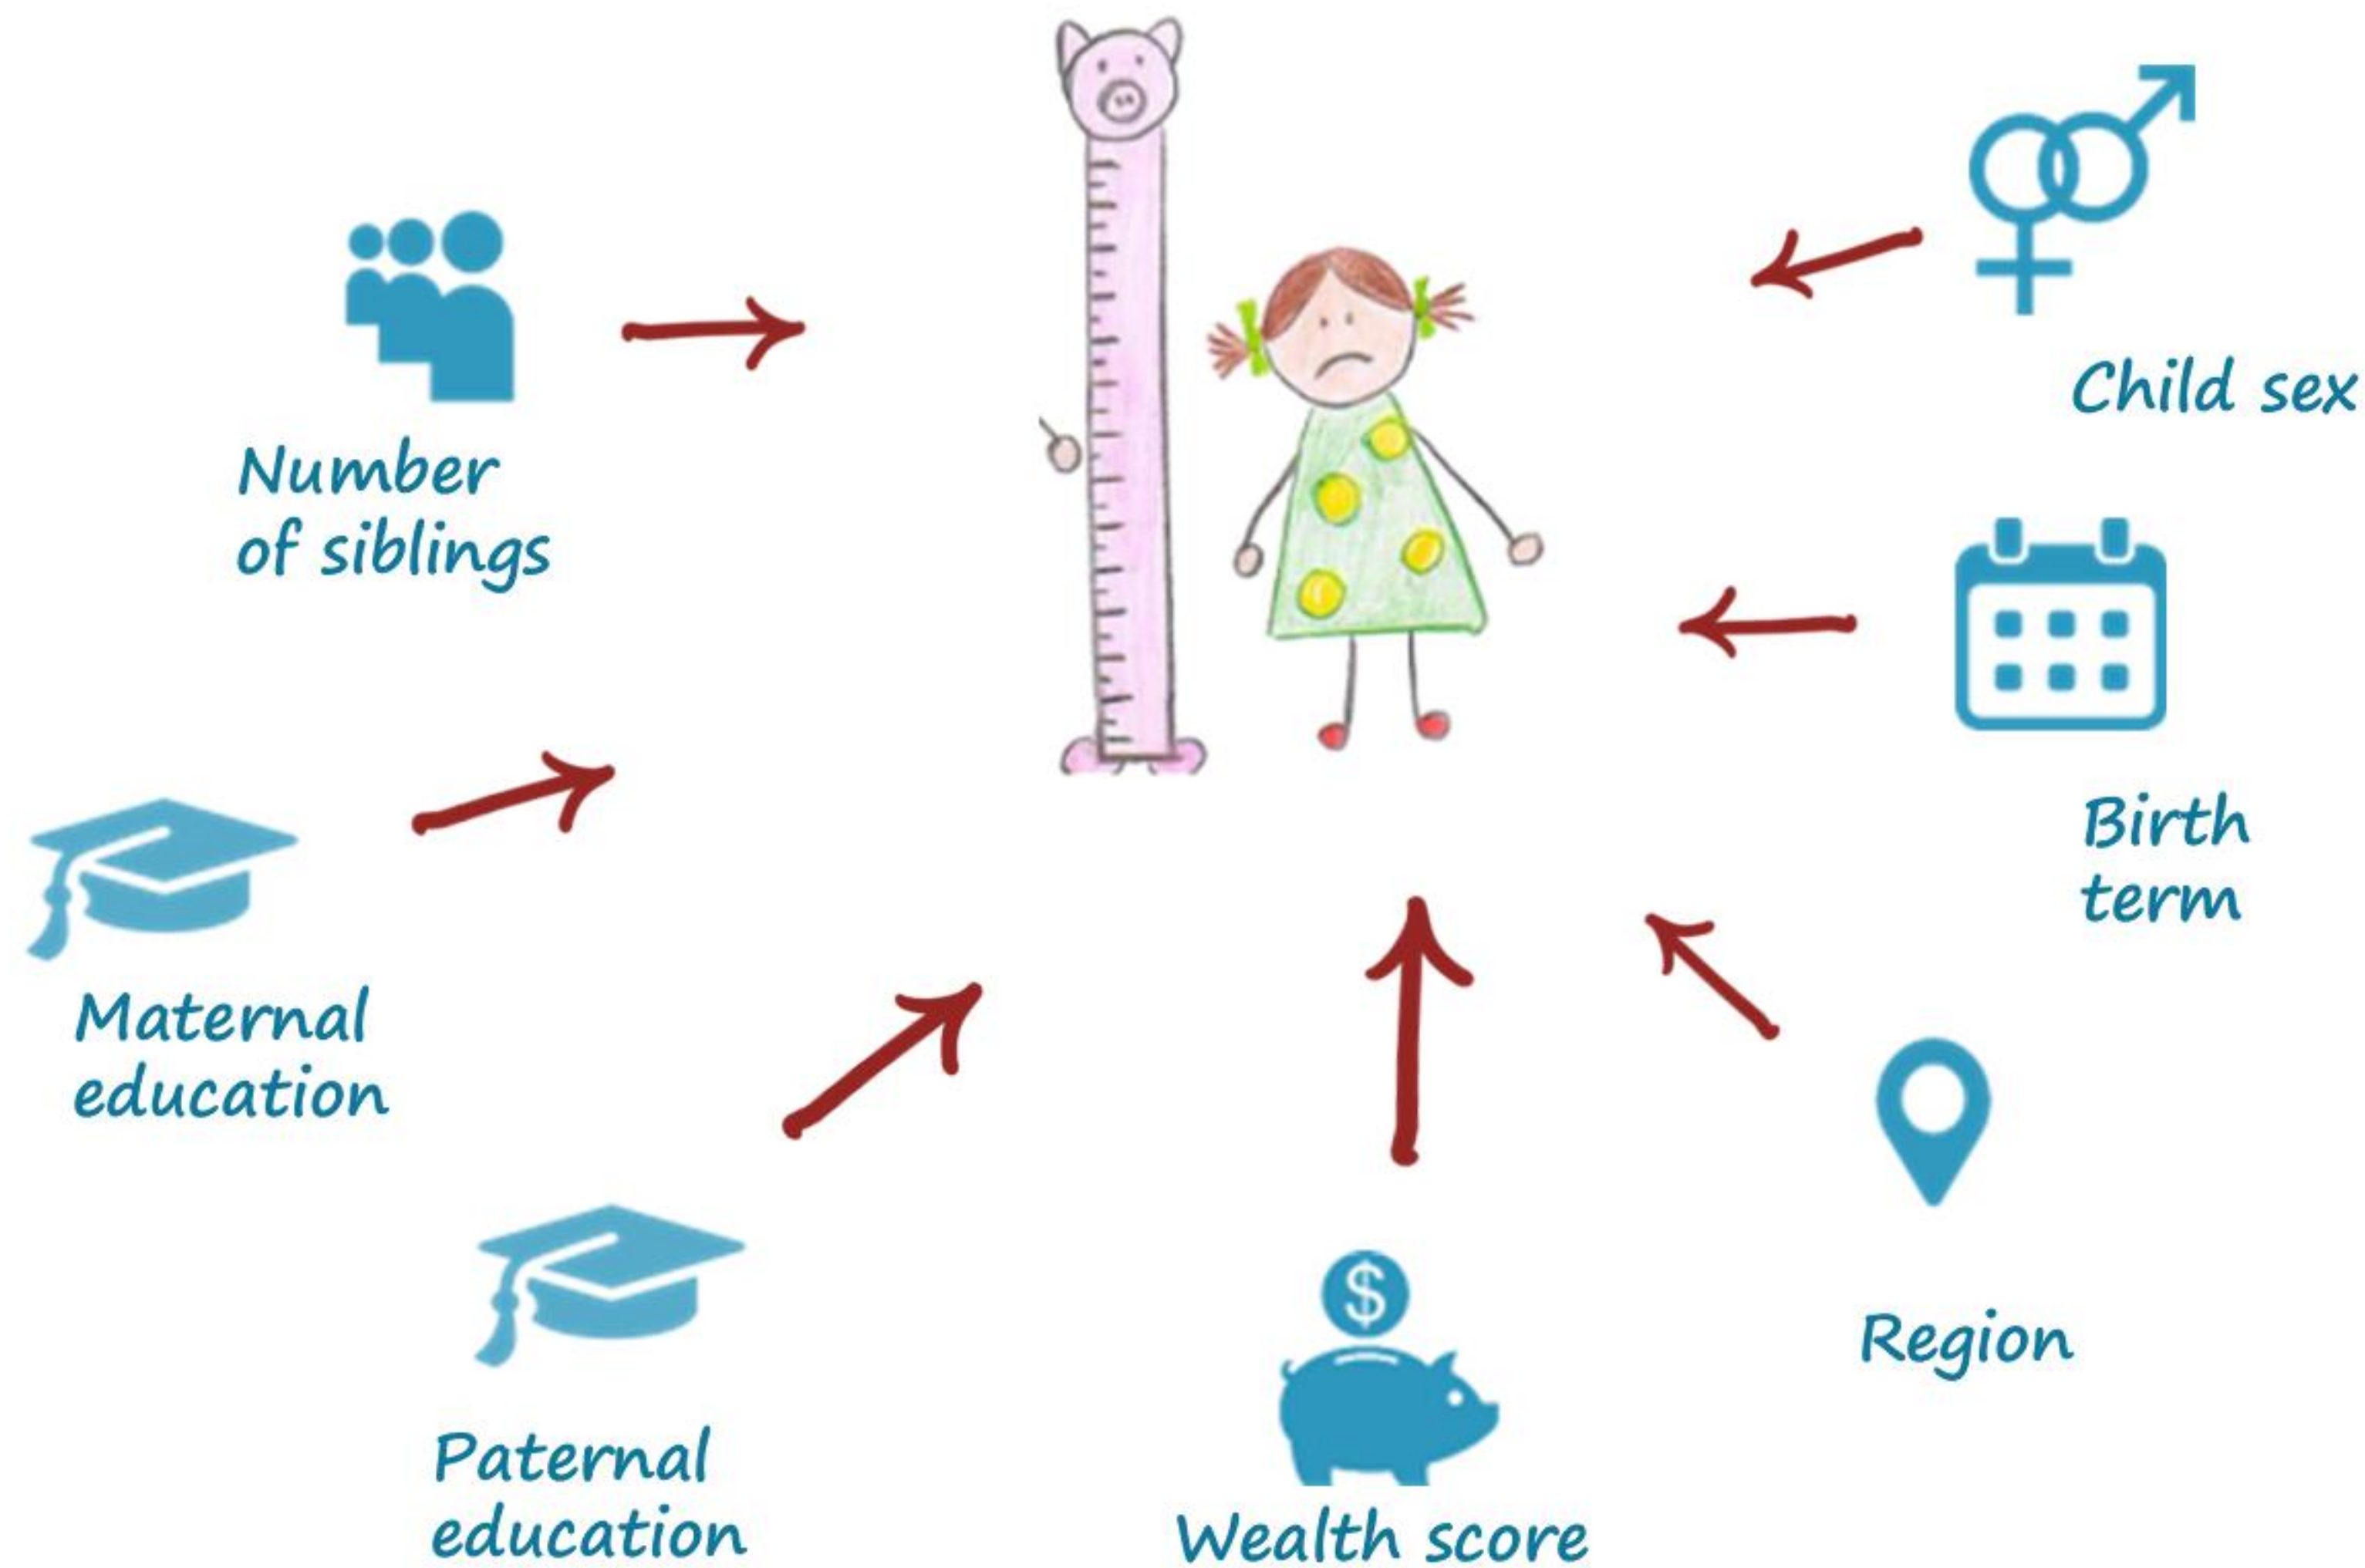 Number
of siblings
Child sex
Maternal
education
Birth
term
Paternal
education
$
Wealth score
Region